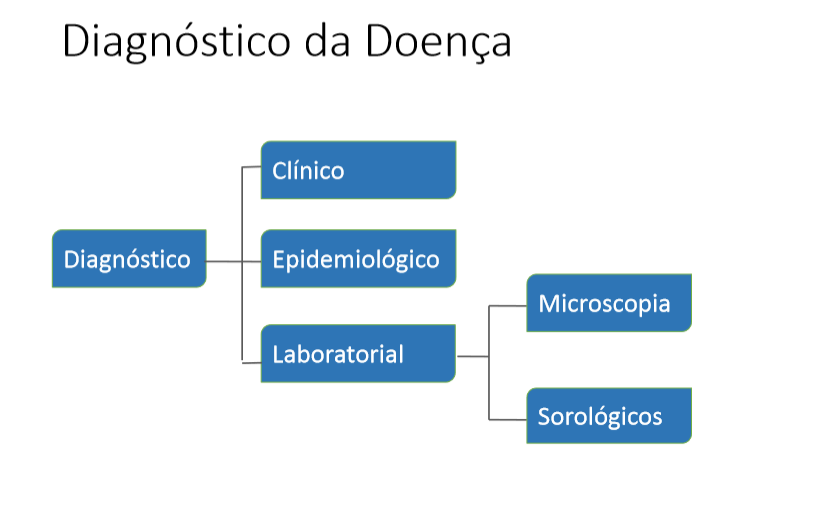 Diagnóstico da Doença
Clínico
Diagnóstico
Epidemiológico
Microscopia
Laboratorial
Sorológicos